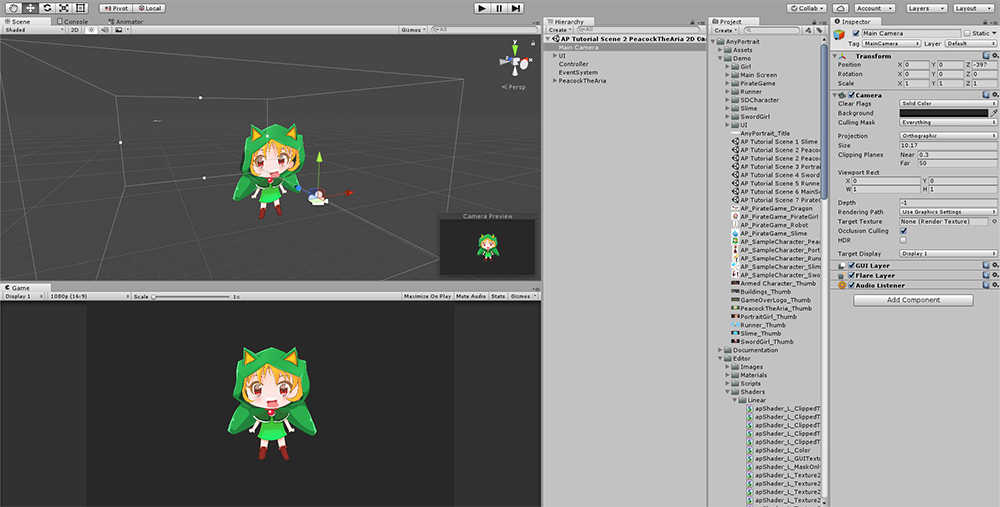 Pivot Local Collab Account Layers Layout
Scene Console Animator
Shaded 2D Gizmos All
y
x
Persp
Camera Preview
Game
Display 1 1080p (16:9) Scale 1x Maximize On Play Mute Audio Stats Gizmos
Hierarchy
Create All
AP Tutorial Scene 2 PeacockTheAria 2D Ca
Main Camera
UI
Controller
EventSystem
PeacockTheAria
Project
Create
AnyPortrait
Assets
Demo
Girl
Main Screen
PirateGame
Runner
SDCharacter
Slime
SwordGirl
UI
AnyPortrait_Title
AP Tutorial Scene 1 Slime
AP Tutorial Scene 2 Peaco
AP Tutorial Scene 2 Peaco
AP Tutorial Scene 3 Portrai
AP Tutorial Scene 4 Sword
AP Tutorial Scene 5 Runner
AP Tutorial Scene 6 MainSc
AP Tutorial Scene 7 PirateG
AP_PirateGame_Dragon
AP_PirateGame_PirateGirl
AP_PirateGame_Robot
AP_PirateGame_Slime
AP_SampleCharacter_Peac
AP_SampleCharacter_Port
AP_SampleCharacter_Runn
AP_SampleCharacter_Slim
AP_SampleCharacter_Swo
Armed Character_Thumb
Buildings_Thumb
GameOverLogo_Thumb
PeacockTheAria_Thumb
PortraitGirl_Thumb
Runner_Thumb
Slime_Thumb
SwordGirl_Thumb
Documentation
Editor
Images
Materials
Scripts
Shaders
Linear
apShader_L_ClippedT
apShader_L_ClippedT
apShader_L_ClippedT
apShader_L_ClippedT
apShader_L_ClippedT
apShader_L_Color
apShader_L_GUITextu
apShader_L_MaskOnl
apShader_L_Texture2
apShader_L_Texture2
apShader_L_Texture2
Inspector
Main Camera Static
Tag MainCamera Layer Default
Transform
Position X 0 Y 0 Z -397
Rotation X 0 Y 0 Z 0
Scale X 1 Y 1 Z 1
Camera
Clear Flags Solid Color
Background
Culling Mask Everything
Projection Orthographic
Size 10.17
Clipping Planes Near 0.3
Far 50
Viewport Rect
X 0 Y 0
W 1 H 1
Depth -1
Rendering Path Use Graphics Settings
Target Texture None (Render Texture)
Occlusion Culling
HDR
Target Display Display 1
GUI Layer
Flare Layer
Audio Listener
Add Component